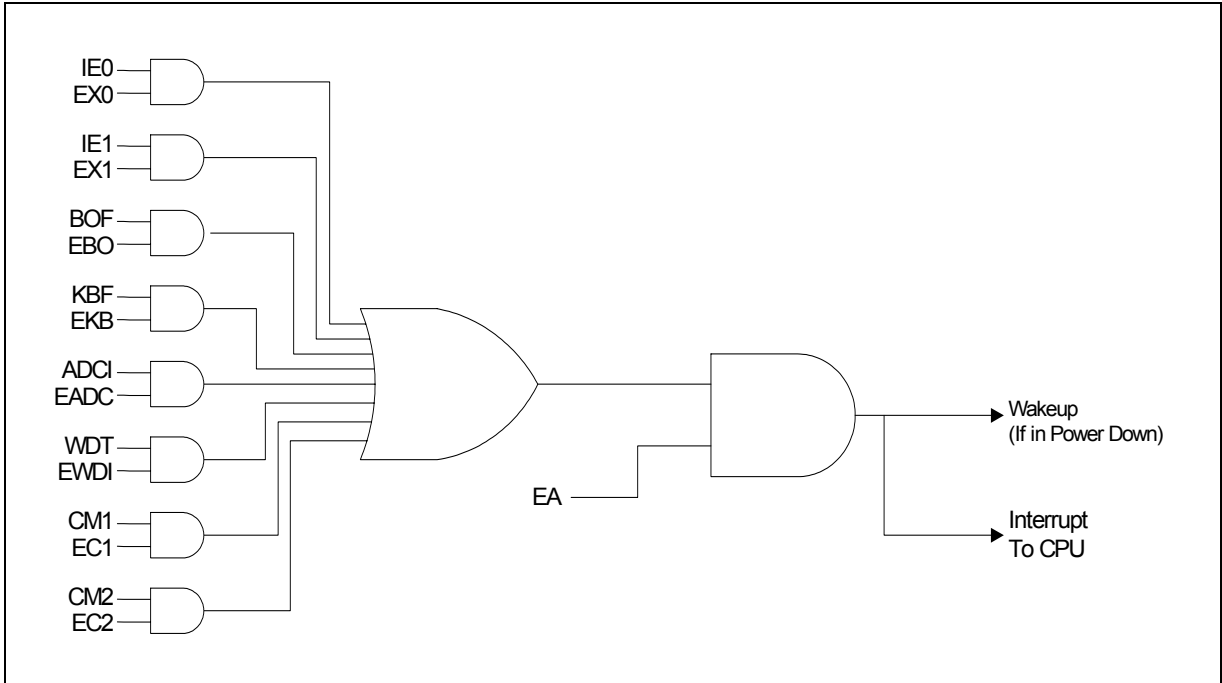 IE0
EX0
IE1
EX1
BOF
EBO
KBF
EKB
ADCI
EADC
WDT
EWDI
CM1
EC1
CM2
EC2
EA
Wakeup
(If in Power Down)
Interrupt
To CPU